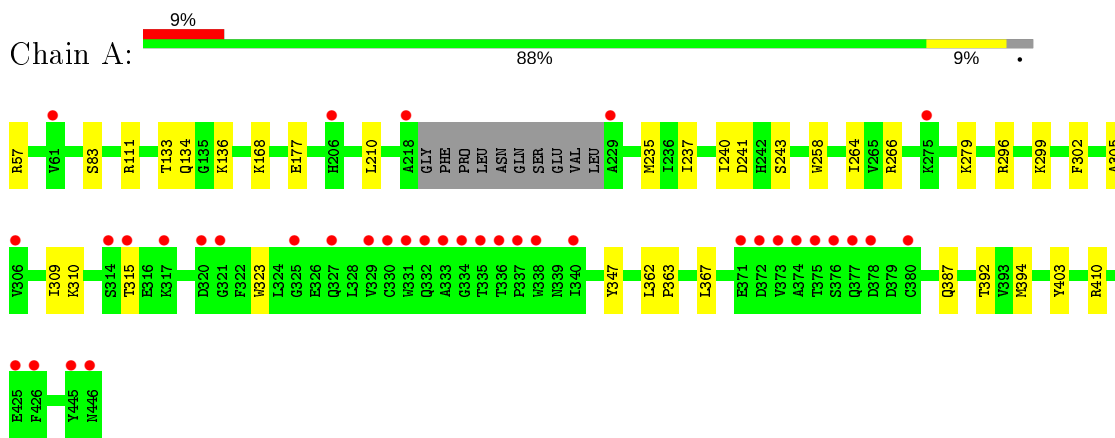 9%
Chain A:
88% 9% •
R57 V61 S83 R111 T133 Q134 G135 K136 K168 E177 H206 L210 A218 GLY PHE PRO LEU ASN GLN SER GLU VAL LEU A229 M235 I236 I237 I240 D241 H242 S243 W258 I264 V265 R266 K275 K279 R296 K299 F302 A305
V306 I309 K310 S314 T315 E316 K317 D320 G321 F322 W323 L324 G325 E326 Q327 L328 V329 C330 W331 Q332 A333 G334 T335 T336 P337 W338 N339 I340 Y347 L362 P363 L367 E371 D372 V373 A374 T375 S376 Q377 D378 D379 C380 Q387 T392 V393 M394 Y403 R410
E425 F426 Y445 N446